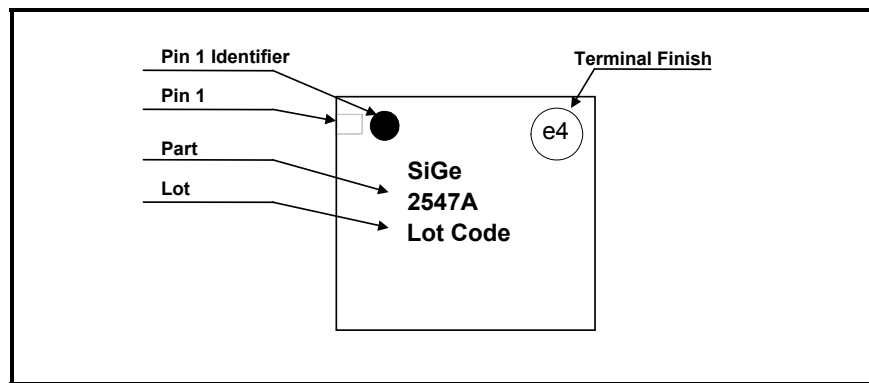 Pin 1 Identifier
Terminal Finish
Pin 1
e4
Part
SiGe
Lot
2547A
Lot Code